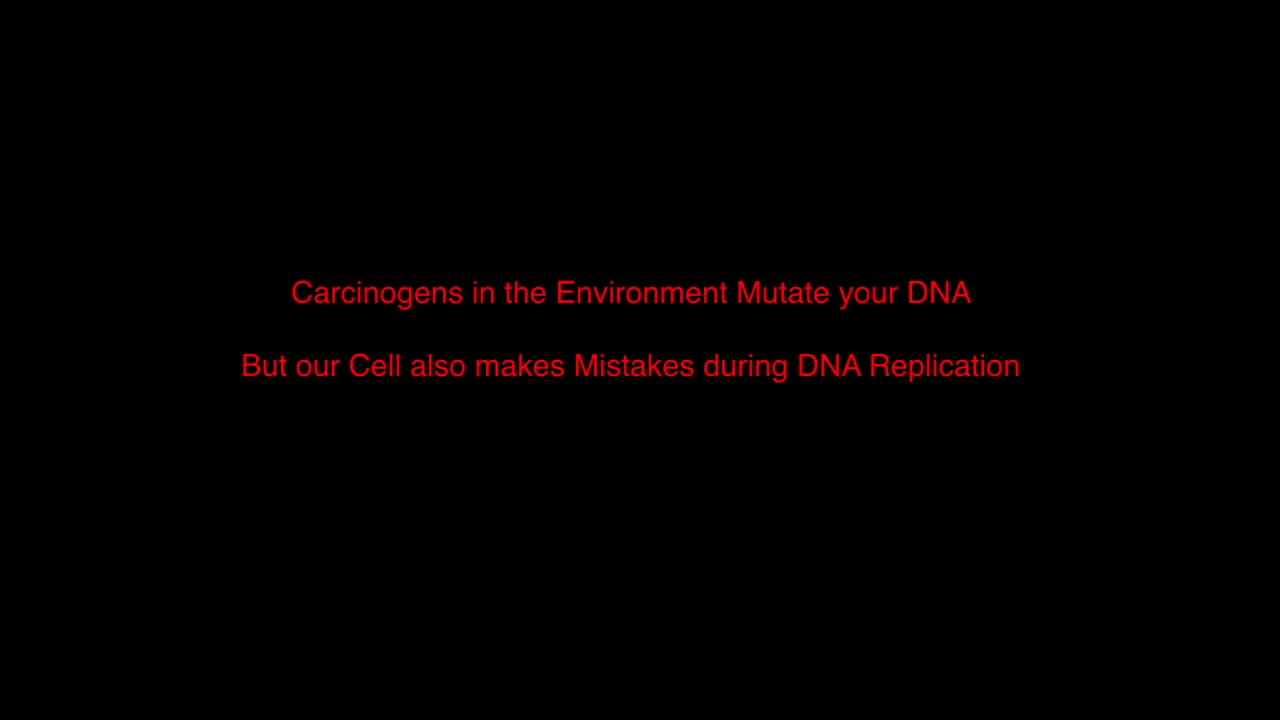 Carcinogens in the Environment Mutate your DNA
But our Cell also makes Mistakes during DNA Replication